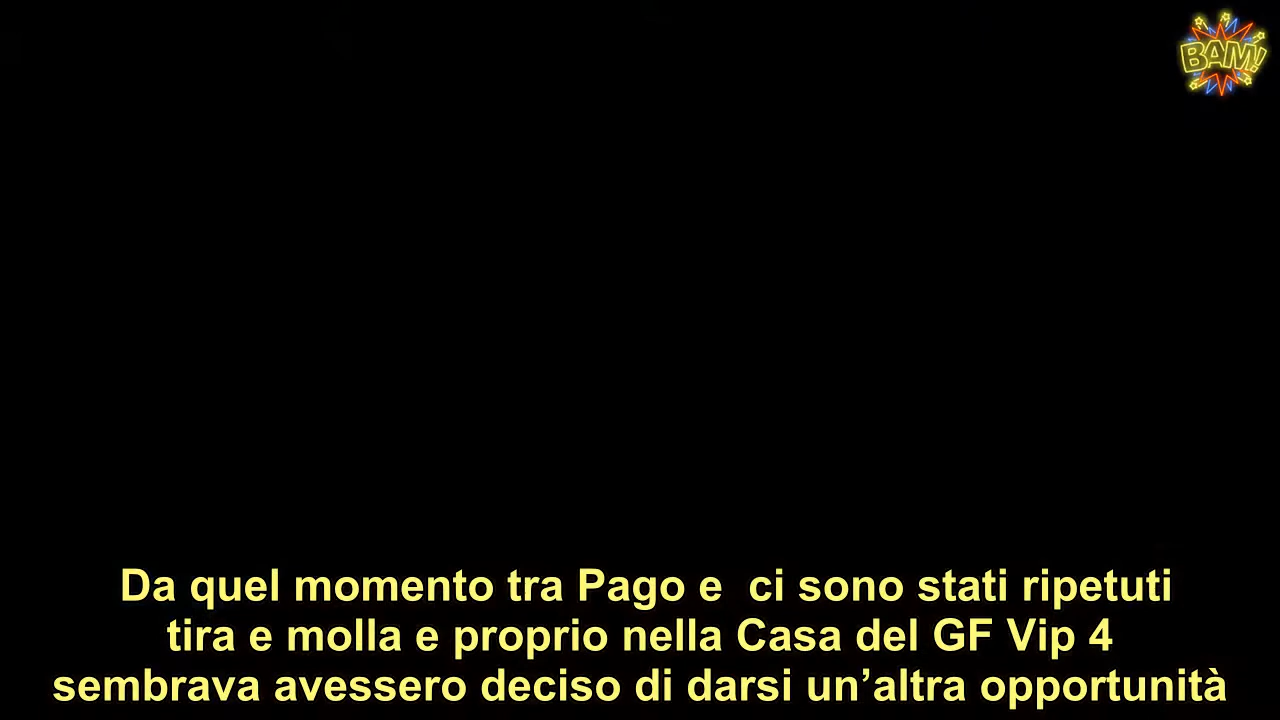 BAM!
Da quel momento tra Pago e  ci sono stati ripetuti
tira e molla e proprio nella Casa del GF Vip 4
sembrava avessero deciso di darsi un’altra opportunità